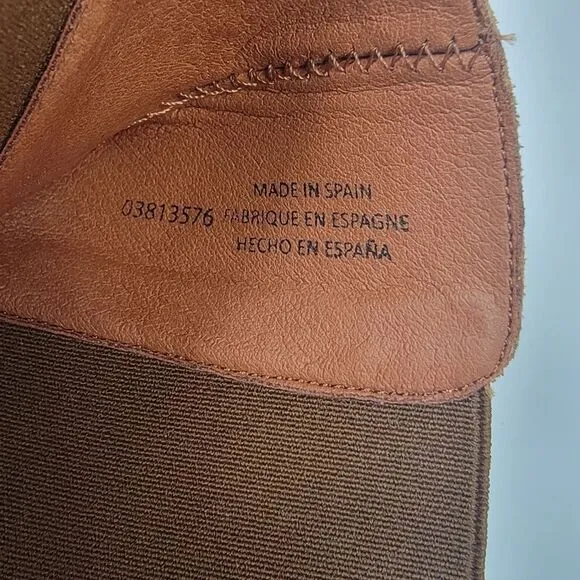 MADE IN SPAIN
03813576 FABRIQUE EN ESPAGNE
HECHO EN ESPAÑA